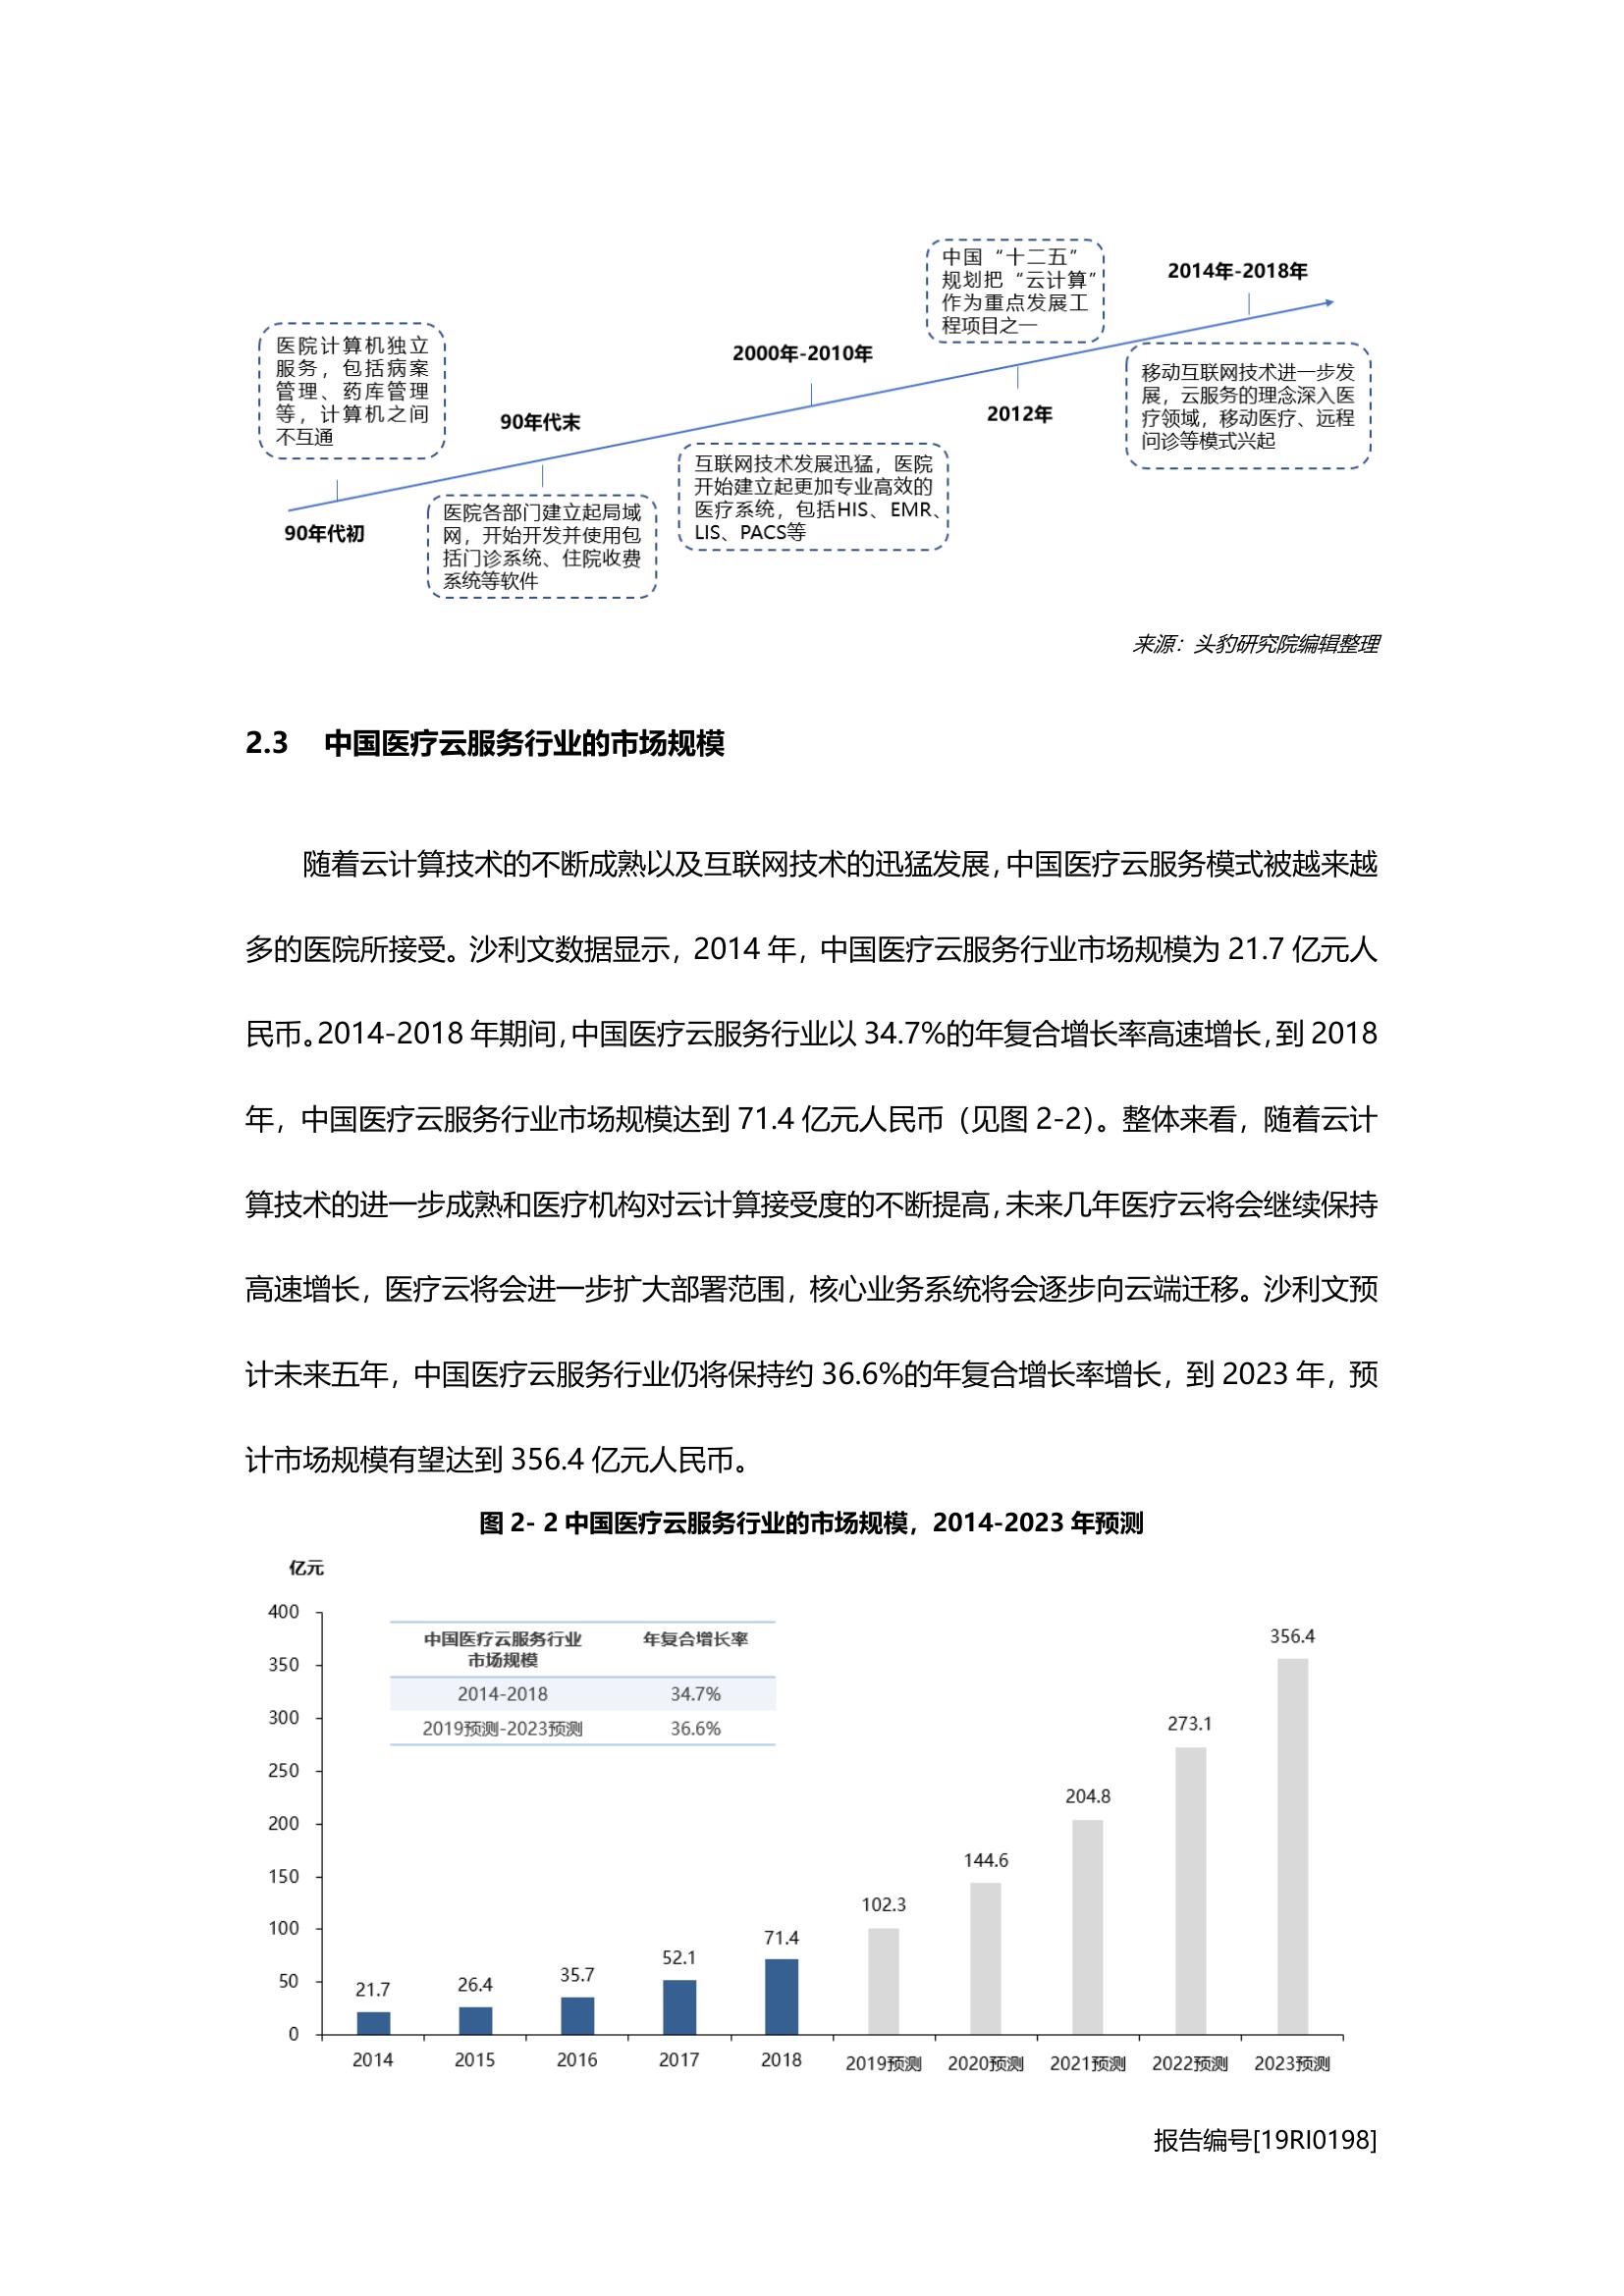 中国“十二五”
规划把“云计算”
作为重点发展工
程项目之一
2014年-2018年
医院计算机独立
服务，包括病案
管理、药库管理
等，计算机之间
不互通
2000年-2010年
移动互联网技术进一步发
展，云服务的理念深入医
疗领域，移动医疗、远程
问诊等模式兴起
90年代末
2012年
互联网技术发展迅猛，医院
开始建立起更加专业高效的
医疗系统，包括HIS、EMR、
LIS、PACS等
90年代初
医院各部门建立起局域
网，开始开发并使用包
括门诊系统、住院收费
系统等软件
来源：头豹研究院编辑整理
2.3 中国医疗云服务行业的市场规模
随着云计算技术的不断成熟以及互联网技术的迅猛发展，中国医疗云服务模式被越来越
多的医院所接受。沙利文数据显示，2014 年，中国医疗云服务行业市场规模为 21.7 亿元人
民币。2014-2018 年期间，中国医疗云服务行业以 34.7%的年复合增长率高速增长，到 2018
年，中国医疗云服务行业市场规模达到 71.4 亿元人民币（见图 2-2）。整体来看，随着云计
算技术的进一步成熟和医疗机构对云计算接受度的不断提高，未来几年医疗云将会继续保持
高速增长，医疗云将会进一步扩大部署范围，核心业务系统将会逐步向云端迁移。沙利文预
计未来五年，中国医疗云服务行业仍将保持约 36.6%的年复合增长率增长，到 2023 年，预
计市场规模有望达到 356.4 亿元人民币。
图 2- 2 中国医疗云服务行业的市场规模，2014-2023 年预测
亿元
400
350
300
250
200
150
100
50
0
中国医疗云服务行业 年复合增长率
市场规模
2014-2018 34.7%
2019预测-2023预测 36.6%
21.7 26.4 35.7 52.1 71.4 102.3 144.6 204.8 273.1 356.4
2014 2015 2016 2017 2018 2019预测 2020预测 2021预测 2022预测 2023预测
报告编号[19RI0198]